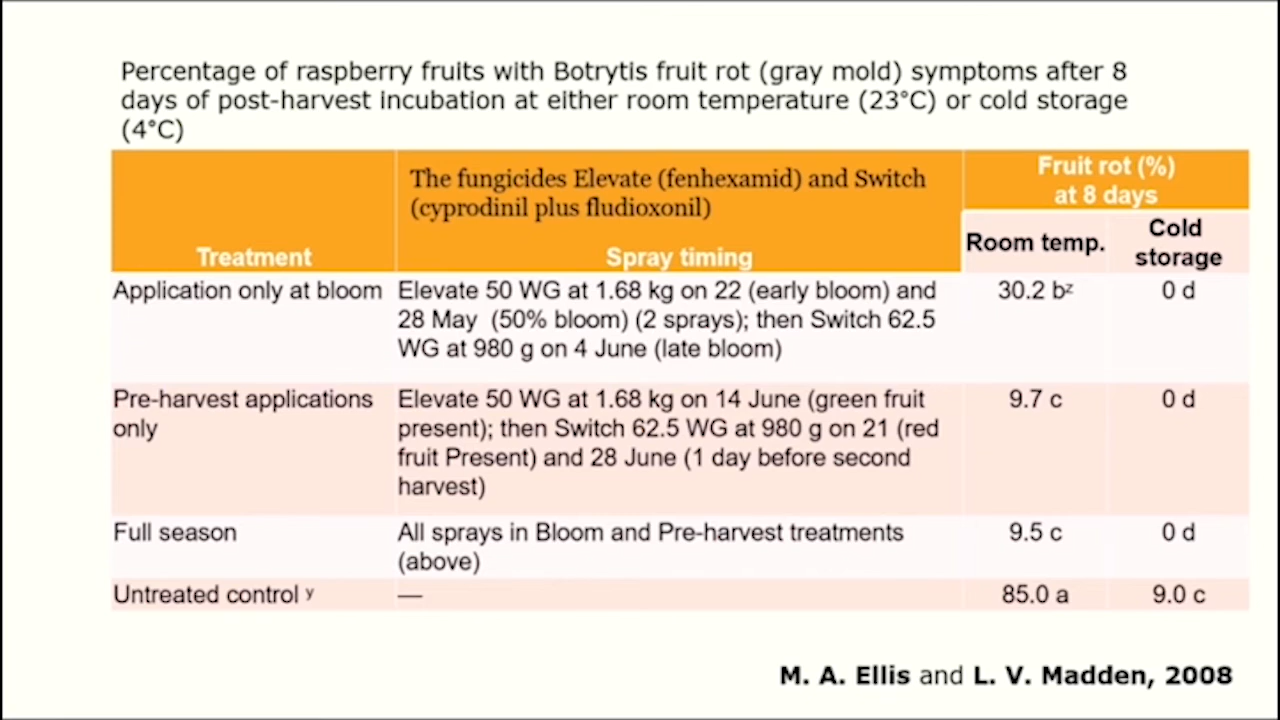 Percentage of raspberry fruits with Botrytis fruit rot (gray mold) symptoms after 8
days of post-harvest incubation at either room temperature (23°C) or cold storage
(4°C)
The fungicides Elevate (fenhexamid) and Switch
(cyprodinil plus fludioxonil)
Fruit rot (%)
at 8 days
Treatment
Spray timing
Room temp.
Cold
storage
Application only at bloom
Elevate 50 WG at 1.68 kg on 22 (early bloom) and
28 May (50% bloom) (2 sprays); then Switch 62.5
WG at 980 g on 4 June (late bloom)
30.2 bᶻ
0 d
Pre-harvest applications
only
Elevate 50 WG at 1.68 kg on 14 June (green fruit
present); then Switch 62.5 WG at 980 g on 21 (red
fruit Present) and 28 June (1 day before second
harvest)
9.7 c
0 d
Full season
All sprays in Bloom and Pre-harvest treatments
(above)
9.5 c
0 d
Untreated control ʸ
—
85.0 a
9.0 c
M. A. Ellis and L. V. Madden, 2008